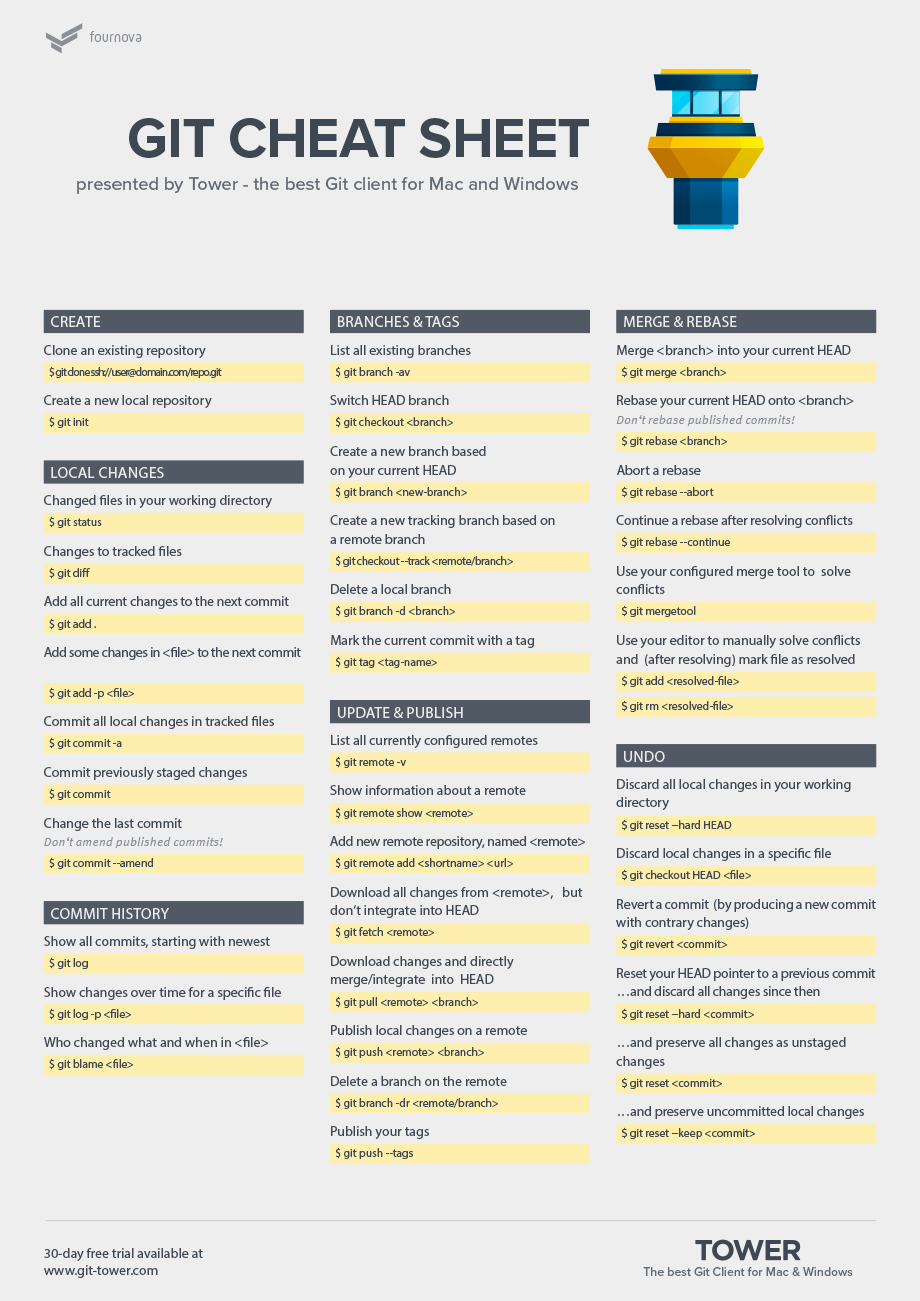 fournova
GIT CHEAT SHEET
presented by Tower - the best Git client for Mac and Windows
CREATE
Clone an existing repository
$ git clone ssh://user@domain.com/repo.git
Create a new local repository
$ git init
LOCAL CHANGES
Changed files in your working directory
$ git status
Changes to tracked files
$ git diff
Add all current changes to the next commit
$ git add .
Add some changes in <file> to the next commit
$ git add -p <file>
Commit all local changes in tracked files
$ git commit -a
Commit previously staged changes
$ git commit
Change the last commit
Don‘t amend published commits!
$ git commit --amend
COMMIT HISTORY
Show all commits, starting with newest
$ git log
Show changes over time for a specific file
$ git log -p <file>
Who changed what and when in <file>
$ git blame <file>
BRANCHES & TAGS
List all existing branches
$ git branch -av
Switch HEAD branch
$ git checkout <branch>
Create a new branch based
on your current HEAD
$ git branch <new-branch>
Create a new tracking branch based on
a remote branch
$ git checkout --track <remote/branch>
Delete a local branch
$ git branch -d <branch>
Mark the current commit with a tag
$ git tag <tag-name>
UPDATE & PUBLISH
List all currently configured remotes
$ git remote -v
Show information about a remote
$ git remote show <remote>
Add new remote repository, named <remote>
$ git remote add <shortname> <url>
Download all changes from <remote>, but
don’t integrate into HEAD
$ git fetch <remote>
Download changes and directly
merge/integrate into HEAD
$ git pull <remote> <branch>
Publish local changes on a remote
$ git push <remote> <branch>
Delete a branch on the remote
$ git branch -dr <remote/branch>
Publish your tags
$ git push --tags
MERGE & REBASE
Merge <branch> into your current HEAD
$ git merge <branch>
Rebase your current HEAD onto <branch>
Don‘t rebase published commits!
$ git rebase <branch>
Abort a rebase
$ git rebase --abort
Continue a rebase after resolving conflicts
$ git rebase --continue
Use your configured merge tool to solve
conflicts
$ git mergetool
Use your editor to manually solve conflicts
and (after resolving) mark file as resolved
$ git add <resolved-file>
$ git rm <resolved-file>
UNDO
Discard all local changes in your working
directory
$ git reset --hard HEAD
Discard local changes in a specific file
$ git checkout HEAD <file>
Revert a commit (by producing a new commit
with contrary changes)
$ git revert <commit>
Reset your HEAD pointer to a previous commit
…and discard all changes since then
$ git reset --hard <commit>
…and preserve all changes as unstaged
changes
$ git reset <commit>
…and preserve uncommitted local changes
$ git reset --keep <commit>
30-day free trial available at
www.git-tower.com
TOWER
The best Git Client for Mac & Windows